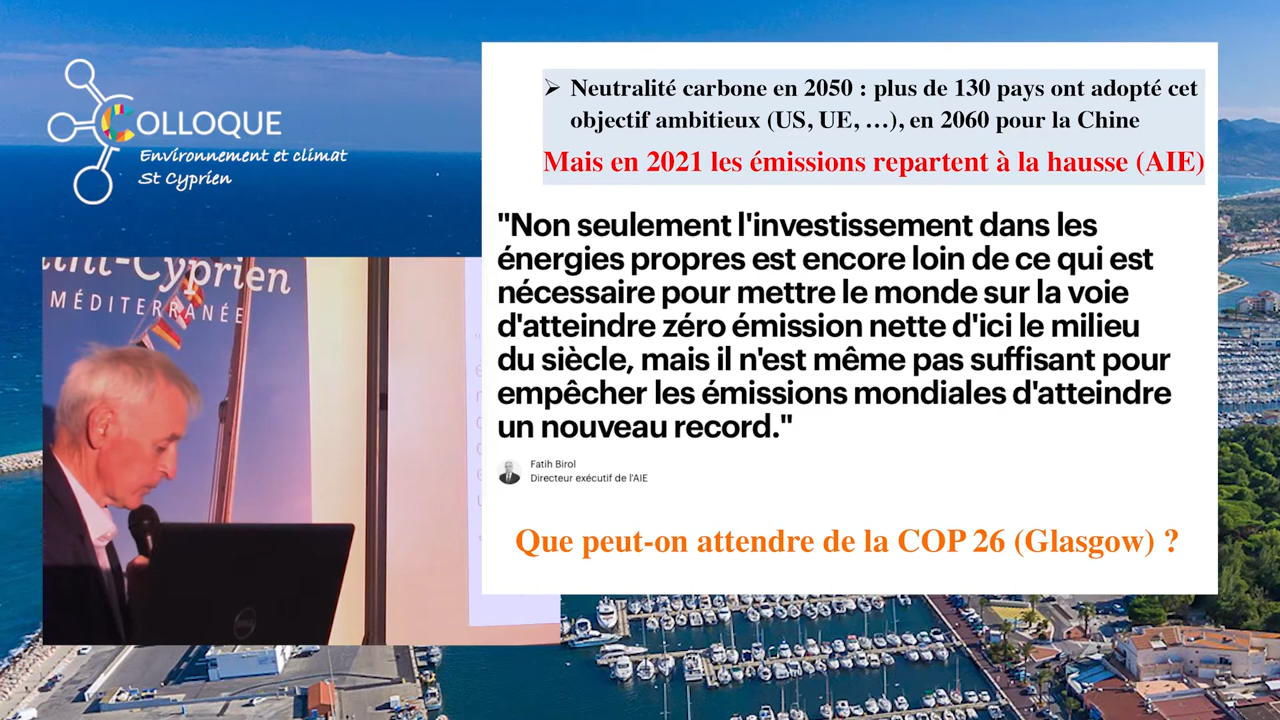 COLLOQUE
Environnement et climat
St Cyprien
Saint-Cyprien
MÉDITERRANÉE
DELL
➢ Neutralité carbone en 2050 : plus de 130 pays ont adopté cet
objectif ambitieux (US, UE, …), en 2060 pour la Chine
Mais en 2021 les émissions repartent à la hausse (AIE)
"Non seulement l'investissement dans les
énergies propres est encore loin de ce qui est
nécessaire pour mettre le monde sur la voie
d'atteindre zéro émission nette d'ici le milieu
du siècle, mais il n'est même pas suffisant pour
empêcher les émissions mondiales d'atteindre
un nouveau record."
Fatih Birol
Directeur exécutif de l'AIE
Que peut-on attendre de la COP 26 (Glasgow) ?